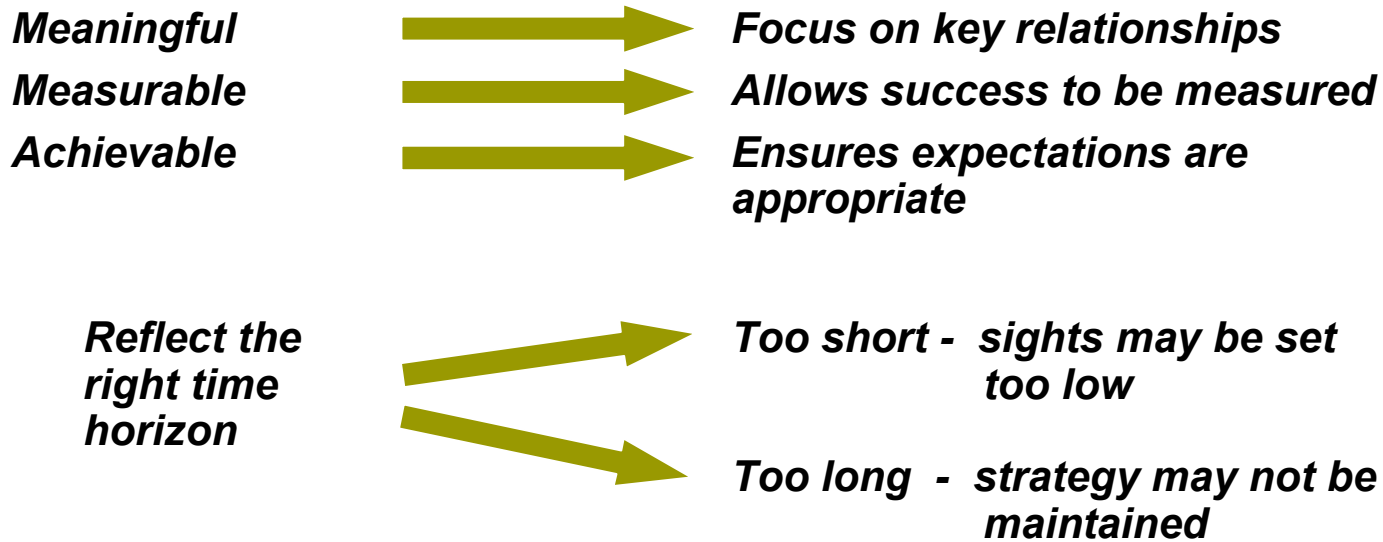 Meaningful Focus on key relationships
Measurable Allows success to be measured
Achievable Ensures expectations are
appropriate
Reflect the
right time
horizon
Too short - sights may be set
too low
Too long - strategy may not be
maintained